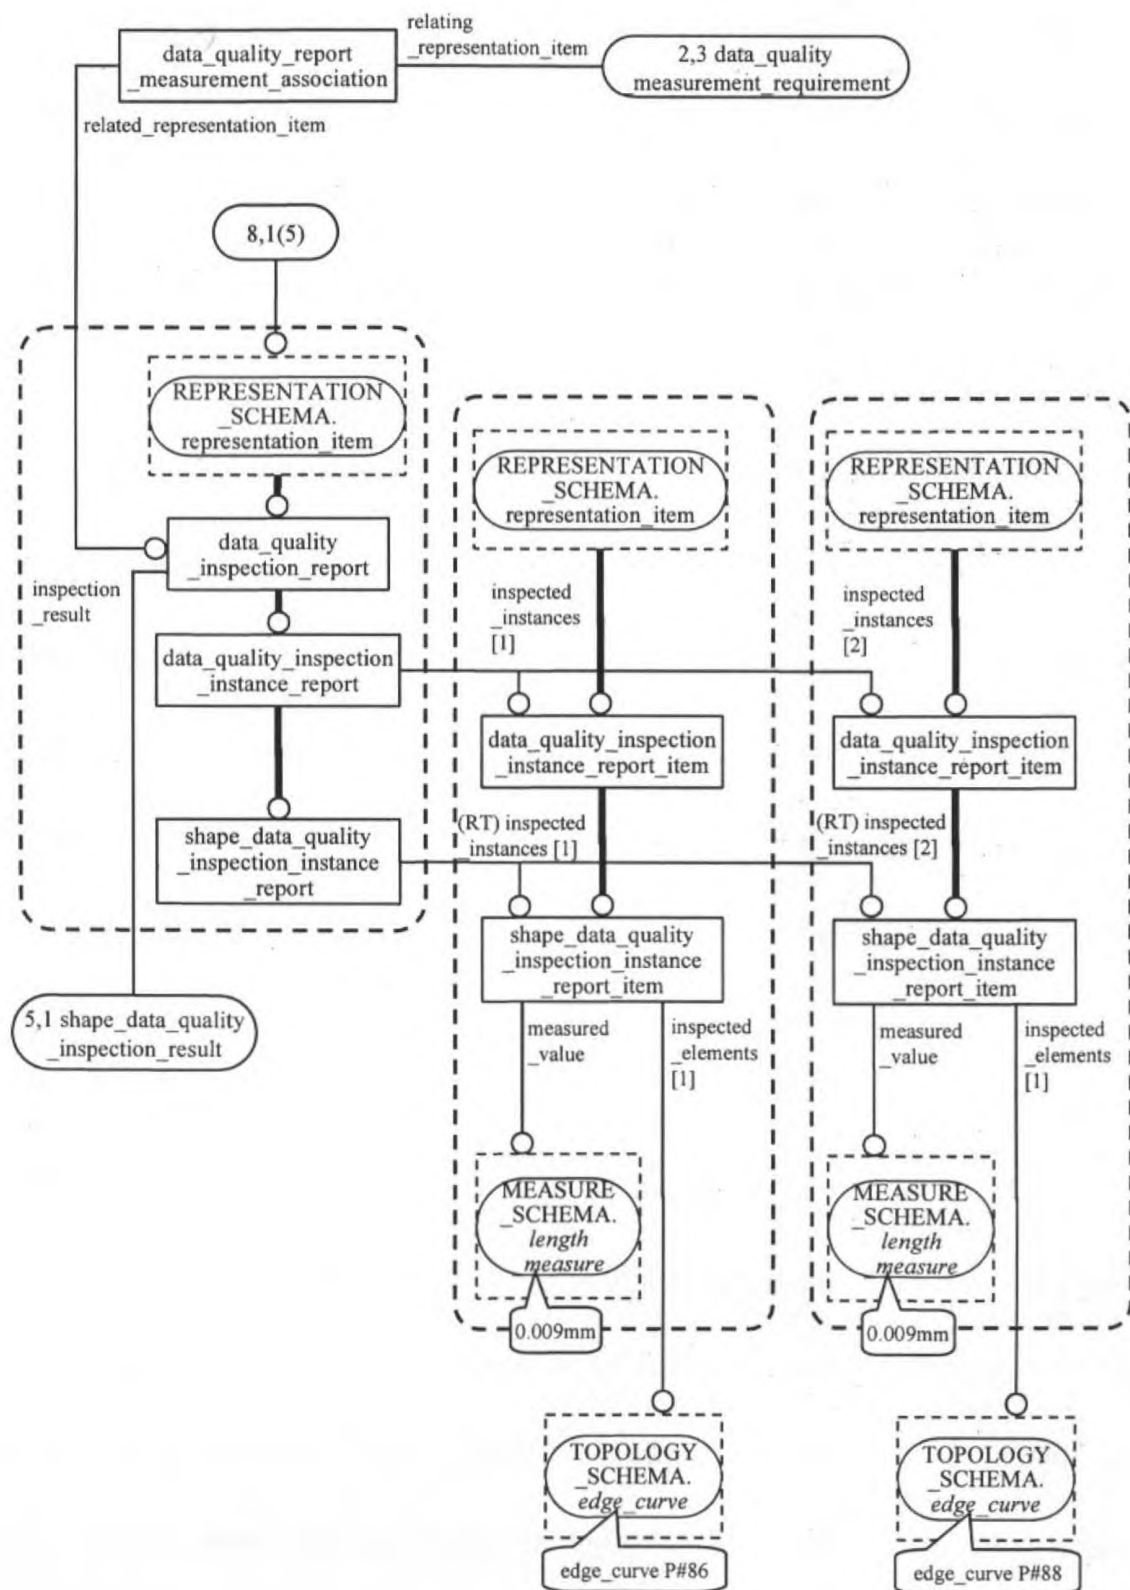 relating
_representation_item
data_quality_report
_measurement_association
2,3 data_quality
_measurement_requirement
related_representation_item
8,1(5)
REPRESENTATION
_SCHEMA.
representation_item
REPRESENTATION
_SCHEMA.
representation_item
REPRESENTATION
_SCHEMA.
representation_item
data_quality
_inspection_report
inspection
_result
inspected
_instances
[1]
inspected
_instances
[2]
data_quality_inspection
_instance_report
data_quality_inspection
_instance_report_item
data_quality_inspection
_instance_report_item
shape_data_quality
_inspection_instance
_report
(RT) inspected
_instances [1]
(RT) inspected
_instances [2]
shape_data_quality
_inspection_instance
_report_item
shape_data_quality
_inspection_instance
_report_item
5,1 shape_data_quality
_inspection_result
measured
_value
inspected
_elements
[1]
measured
_value
inspected
_elements
[1]
MEASURE
_SCHEMA.
length
_measure
MEASURE
_SCHEMA.
length
_measure
0.009mm
0.009mm
TOPOLOGY
_SCHEMA.
edge_curve
TOPOLOGY
_SCHEMA.
edge_curve
edge_curve P#86
edge_curve P#88